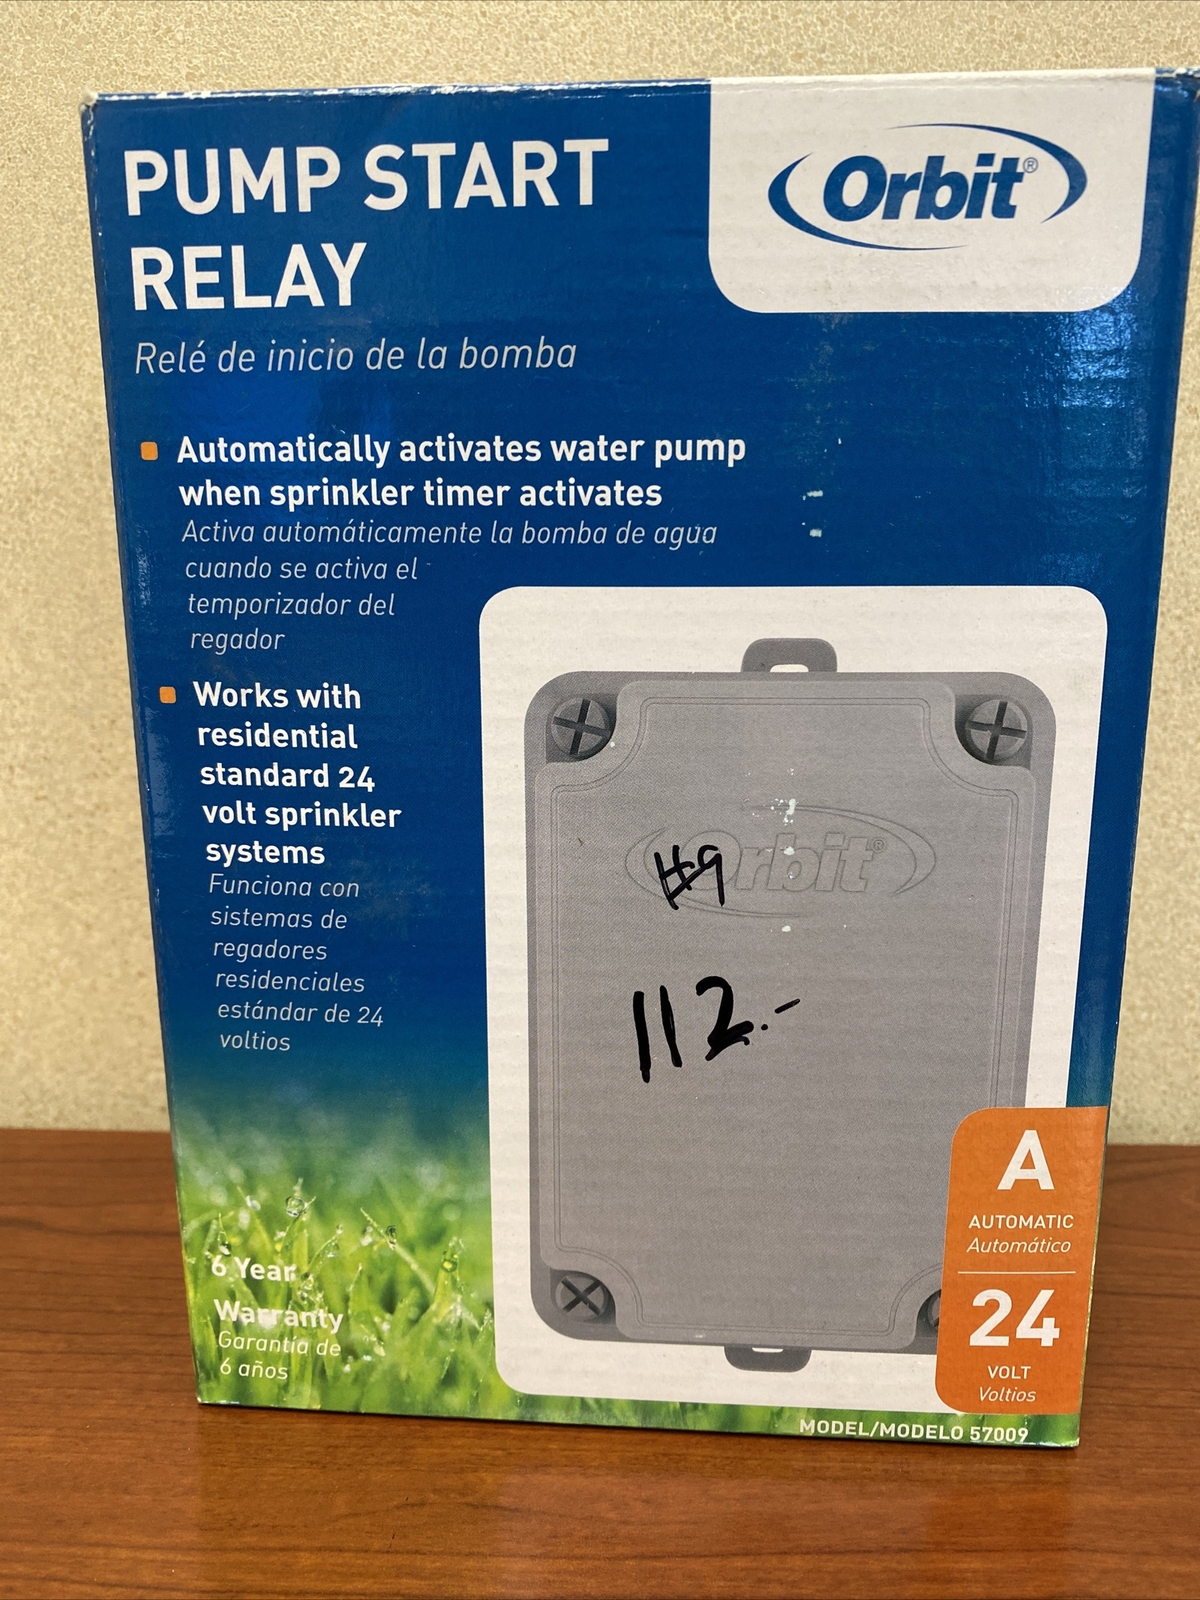 PUMP START
RELAY
Relé de inicio de la bomba
Orbit®
Automatically activates water pump
when sprinkler timer activates
Activa automáticamente la bomba de agua
cuando se activa el
temporizador del
regador
Works with
residential
standard 24
volt sprinkler
systems
Funciona con
sistemas de
regadores
residenciales
estándar de 24
voltios
Orbit®
#9
112.-
6 Year
Warranty
Garantía de
6 años
A
AUTOMATIC
Automático
24
VOLT
Voltios
MODEL/MODELO 57009